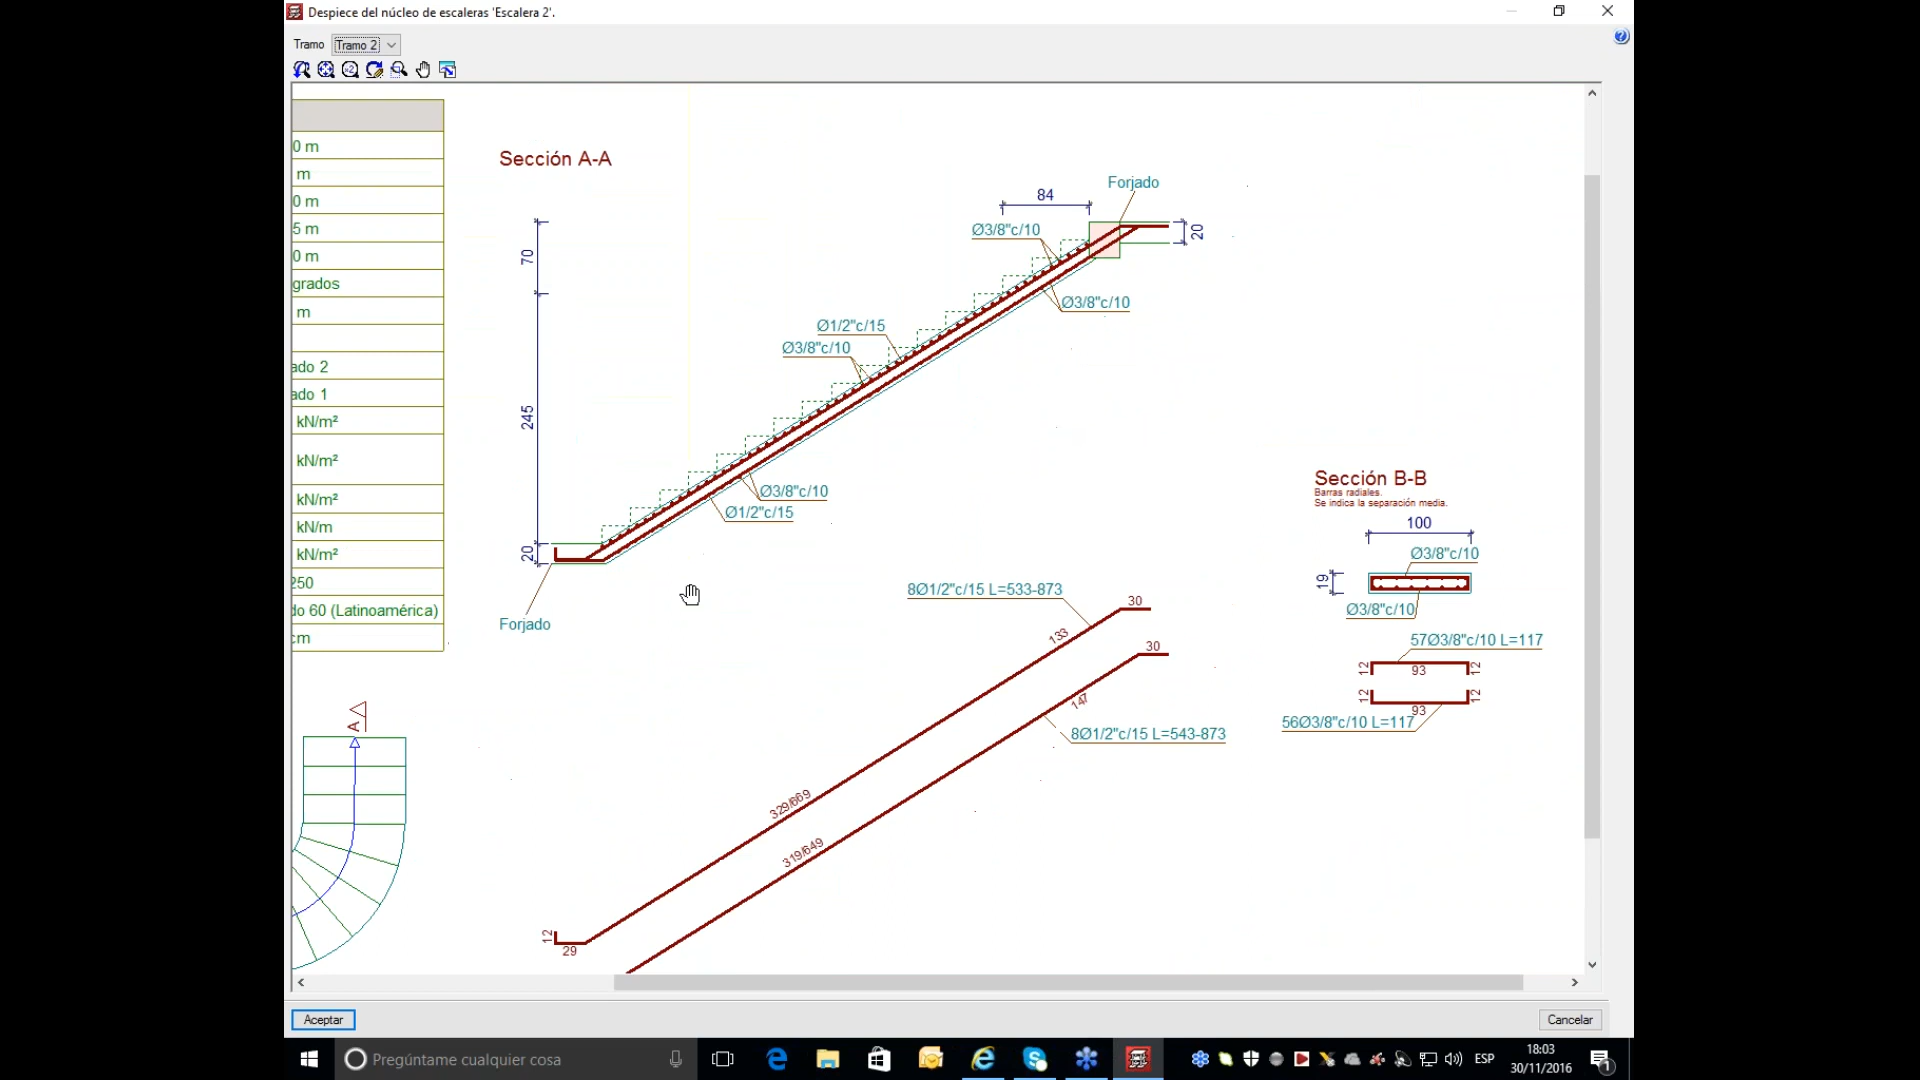 Despiece del núcleo de escaleras 'Escalera 2'.
Tramo Tramo 2
0 m
m
0 m
5 m
0 m
grados
m
ado 2
ado 1
kN/m²
kN/m²
kN/m²
kN/m
kN/m²
250
do 60 (Latinoamérica)
cm
A
Sección A-A
Forjado
84
20
70
245
20
Ø3/8"c/10
Ø3/8"c/10
Ø1/2"c/15
Ø3/8"c/10
Ø3/8"c/10
Ø1/2"c/15
Forjado
8Ø1/2"c/15 L=533-873
30
133
30
147
8Ø1/2"c/15 L=543-873
329/669
319/649
12
29
Sección B-B
Barras radiales.
Se indica la separación media.
100
Ø3/8"c/10
19
Ø3/8"c/10
57Ø3/8"c/10 L=117
12 93 12
12 93 12
56Ø3/8"c/10 L=117
Aceptar
Cancelar
Pregúntame cualquier cosa
ESP
18:03
30/11/2016
1